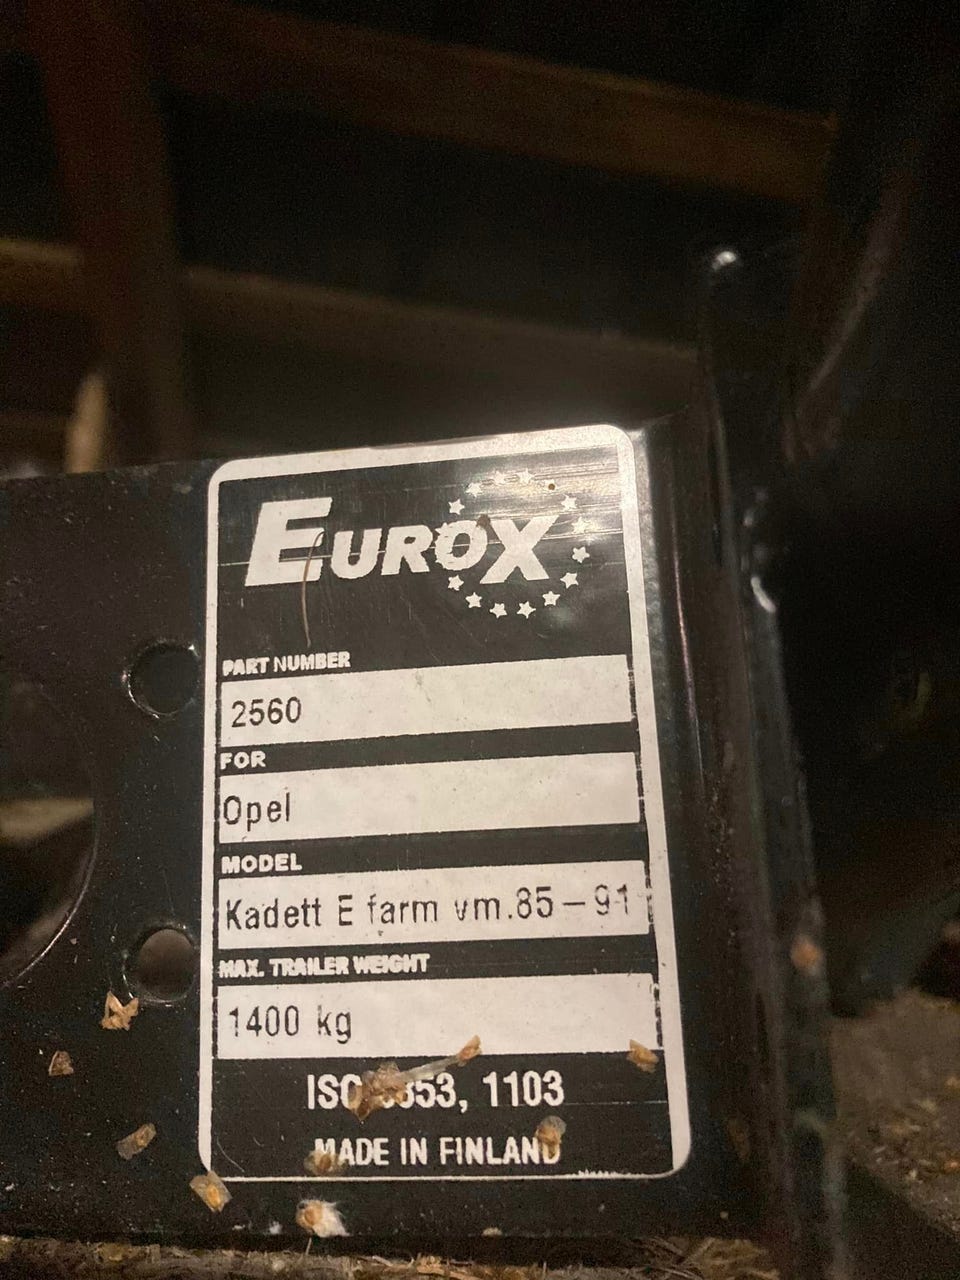 EUROX
PART NUMBER
2560
FOR
Opel
MODEL
Kadett E farm vm.85-91
MAX. TRAILER WEIGHT
1400 kg
ISO 1103
MADE IN FINLAND